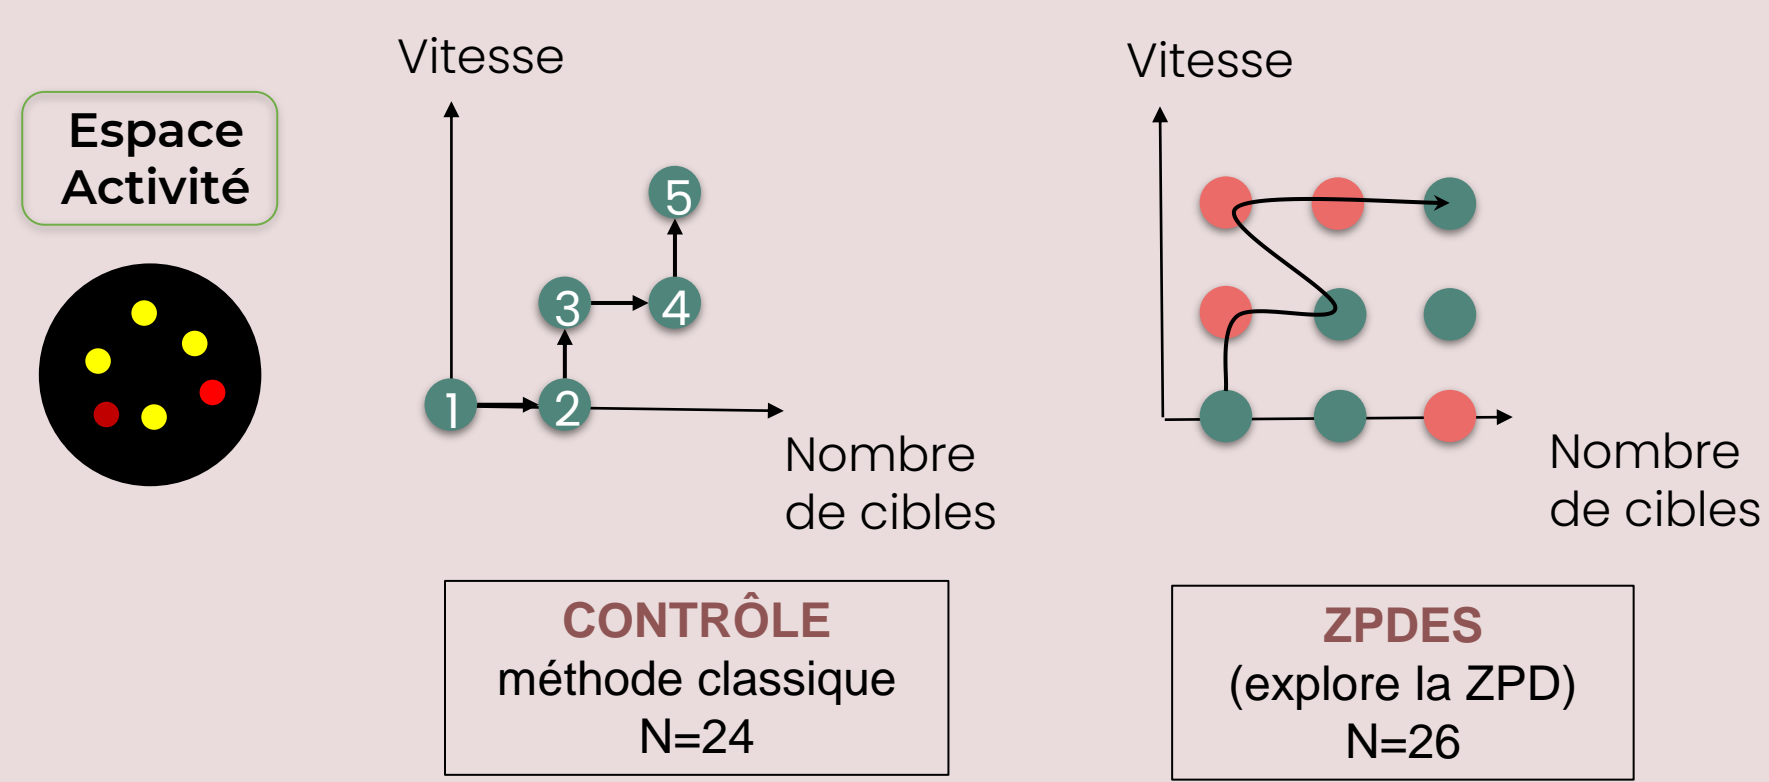 Espace
Activité
Vitesse
5
3
4
1
2
Nombre
de cibles
CONTRÔLE
méthode classique
N=24
Vitesse
Nombre
de cibles
ZPDES
(explore la ZPD)
N=26